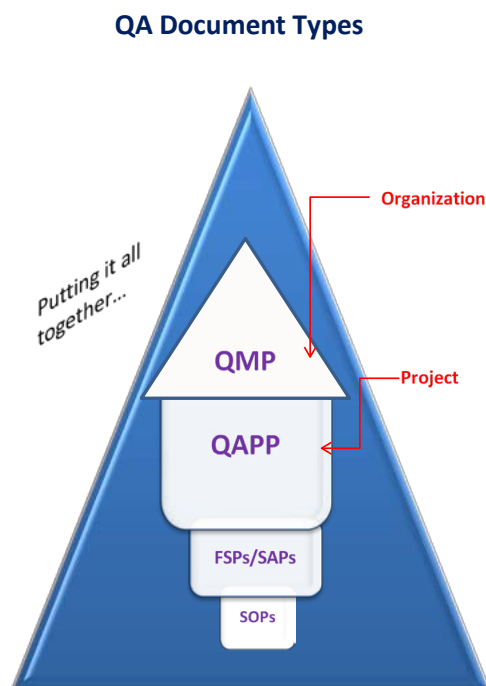 QA Document Types
Organization
Putting it all
together...
QMP
Project
QAPP
FSPs/SAPs
SOPs